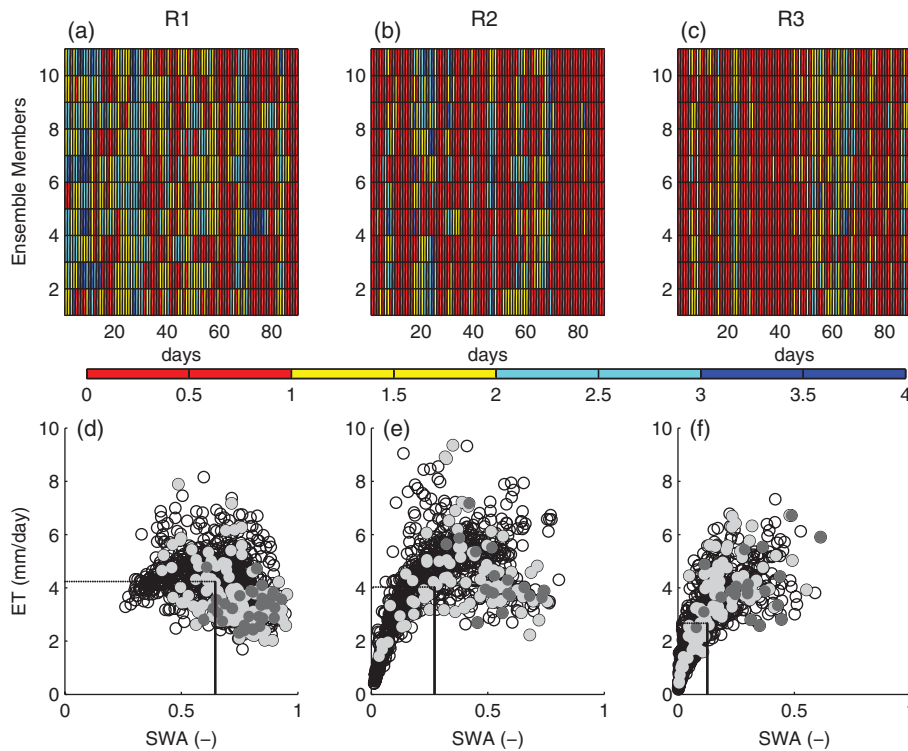 R1 R2 R3
(a) (b) (c)
Ensemble Members
10 10 10
8 8 8
6 6 6
4 4 4
2 2 2
20 40 60 80 20 40 60 80 20 40 60 80
days days days
0 0.5 1 1.5 2 2.5 3 3.5 4
(d) (e) (f)
ET (mm/day)
10 10 10
8 8 8
6 6 6
4 4 4
2 2 2
0 0 0
0 0.5 1 0 0.5 1 0 0.5 1
SWA (–) SWA (–) SWA (–)